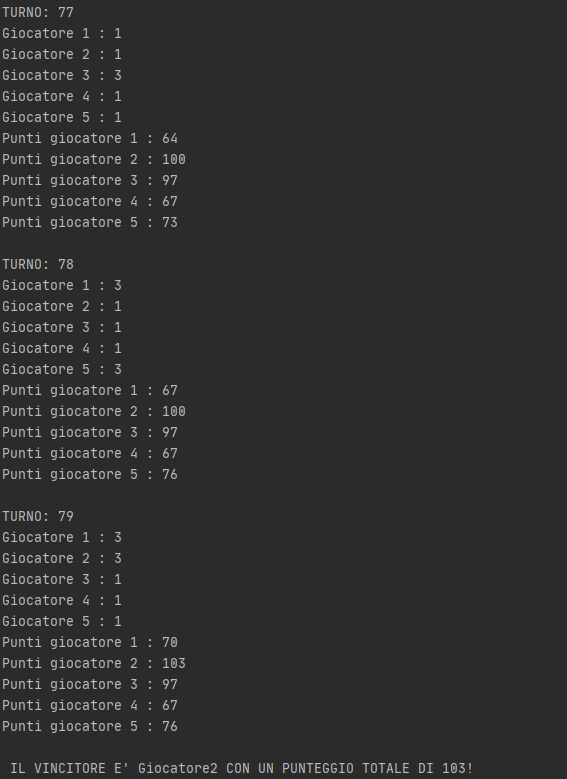 TURNO: 77
Giocatore 1 : 1
Giocatore 2 : 1
Giocatore 3 : 3
Giocatore 4 : 1
Giocatore 5 : 1
Punti giocatore 1 : 64
Punti giocatore 2 : 100
Punti giocatore 3 : 97
Punti giocatore 4 : 67
Punti giocatore 5 : 73

TURNO: 78
Giocatore 1 : 3
Giocatore 2 : 1
Giocatore 3 : 1
Giocatore 4 : 1
Giocatore 5 : 3
Punti giocatore 1 : 67
Punti giocatore 2 : 100
Punti giocatore 3 : 97
Punti giocatore 4 : 67
Punti giocatore 5 : 76

TURNO: 79
Giocatore 1 : 3
Giocatore 2 : 3
Giocatore 3 : 1
Giocatore 4 : 1
Giocatore 5 : 1
Punti giocatore 1 : 70
Punti giocatore 2 : 103
Punti giocatore 3 : 97
Punti giocatore 4 : 67
Punti giocatore 5 : 76

IL VINCITORE E' Giocatore2 CON UN PUNTEGGIO TOTALE DI 103!